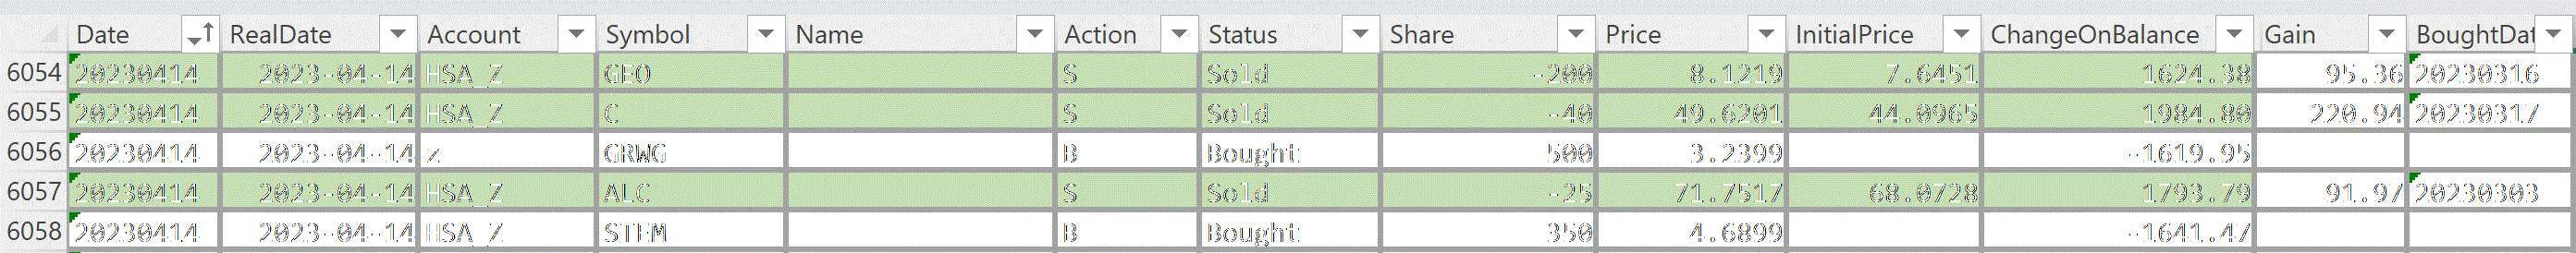 Date RealDate Account Symbol Name Action Status Share Price InitialPrice ChangeOnBalance Gain BoughtDat
6054 20230414 2023-04-14 HSA_Z GEO S Sold -200 8.1219 7.6451 1624.38 95.36 20230316
6055 20230414 2023-04-14 HSA_Z C S Sold -40 49.6201 44.0965 1984.80 220.94 20230317
6056 20230414 2023-04-14 z GRWG B Bought 500 3.2399 -1619.95
6057 20230414 2023-04-14 HSA_Z ALC S Sold -25 71.7517 68.0728 1793.79 91.97 20230303
6058 20230414 2023-04-14 HSA_Z STEM B Bought 350 4.6899 -1641.47